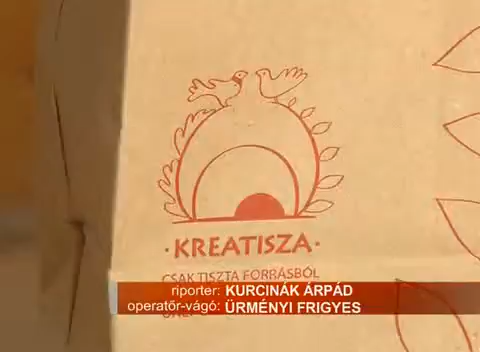 ·KREATISZA·
CSAK TISZTA FORRÁSBÓL
riporter: KURCINÁK ÁRPÁD
operatőr-vágó: ÜRMÉNYI FRIGYES